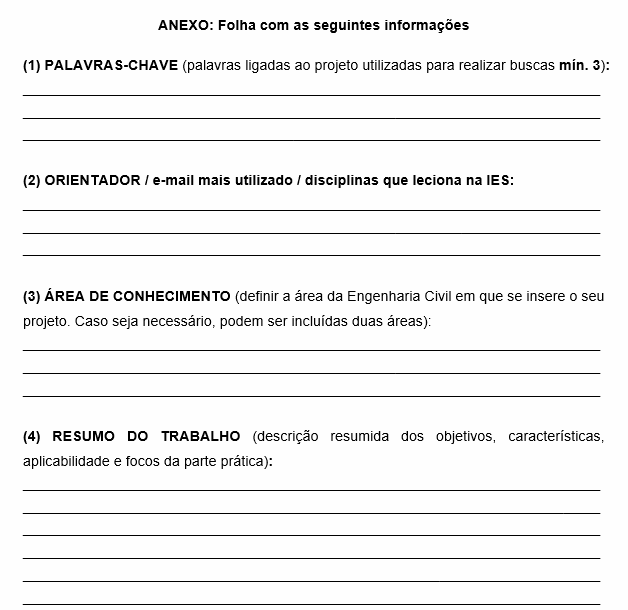 ANEXO: Folha com as seguintes informações
(1) PALAVRAS-CHAVE (palavras ligadas ao projeto utilizadas para realizar buscas mín. 3):
(2) ORIENTADOR / e-mail mais utilizado / disciplinas que leciona na IES:
(3) ÁREA DE CONHECIMENTO (definir a área da Engenharia Civil em que se insere o seu
projeto. Caso seja necessário, podem ser incluídas duas áreas):
(4) RESUMO DO TRABALHO (descrição resumida dos objetivos, características,
aplicabilidade e focos da parte prática):